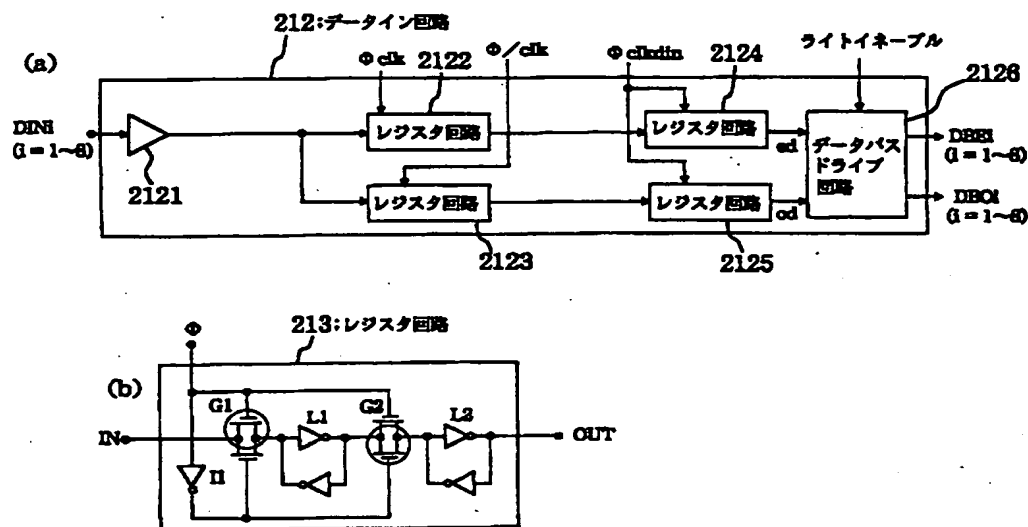 212:データイン回路
(a)
Φclk
2122
Φ/clk
Φclkdin
2124
ライトイネーブル
2126
DINi
(i=1~8)
2121
レジスタ回路
レジスタ回路
ed
データバス
ドライブ
回路
DBEi
(i=1~8)
レジスタ回路
レジスタ回路
od
DBOi
(i=1~8)
2123
2125
213:レジスタ回路
Φ
(b)
G1
L1
G2
L2
IN
OUT
I1